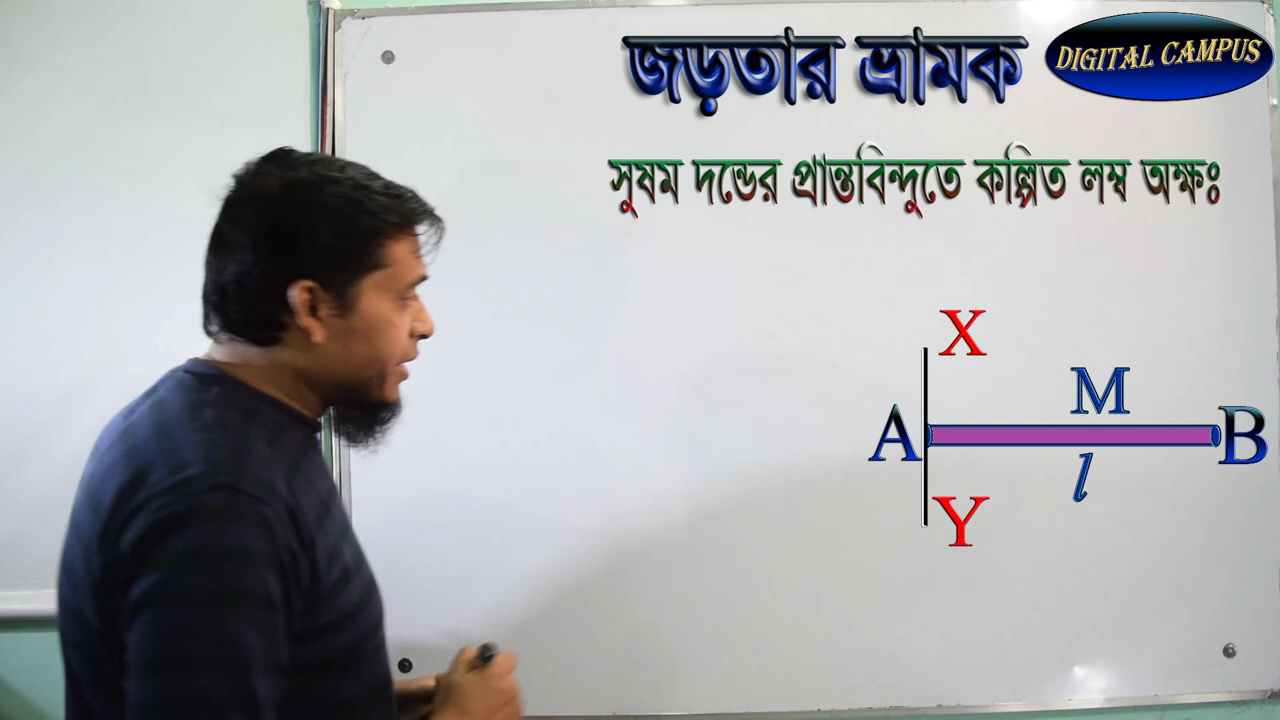 জড়তার ভ্রামক
DIGITAL CAMPUS
সুষম দন্ডের প্রান্তবিন্দুতে কল্পিত লম্ব অক্ষঃ
X
M
A
B
l
Y